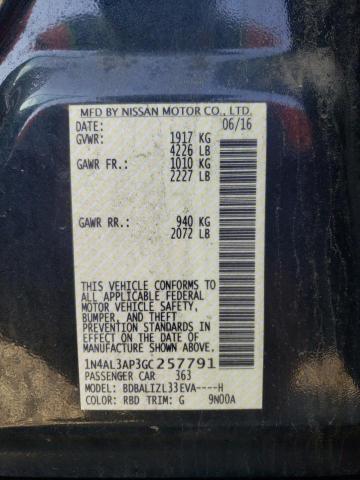 MFD BY NISSAN MOTOR CO., LTD.
DATE: 06/16
GVWR: 1917 KG
4226 LB
GAWR FR: 1010 KG
2227 LB
GAWR RR: 940 KG
2072 LB
THIS VEHICLE CONFORMS TO
ALL APPLICABLE FEDERAL
MOTOR VEHICLE SAFETY,
BUMPER, AND THEFT
PREVENTION STANDARDS IN
EFFECT ON THE DATE OF
MANUFACTURE SHOWN ABOVE.
1N4AL3AP3GC257791
PASSENGER CAR 363
MODEL: BDBALIZL33EVA----H
COLOR: RBD TRIM: G 9N00A